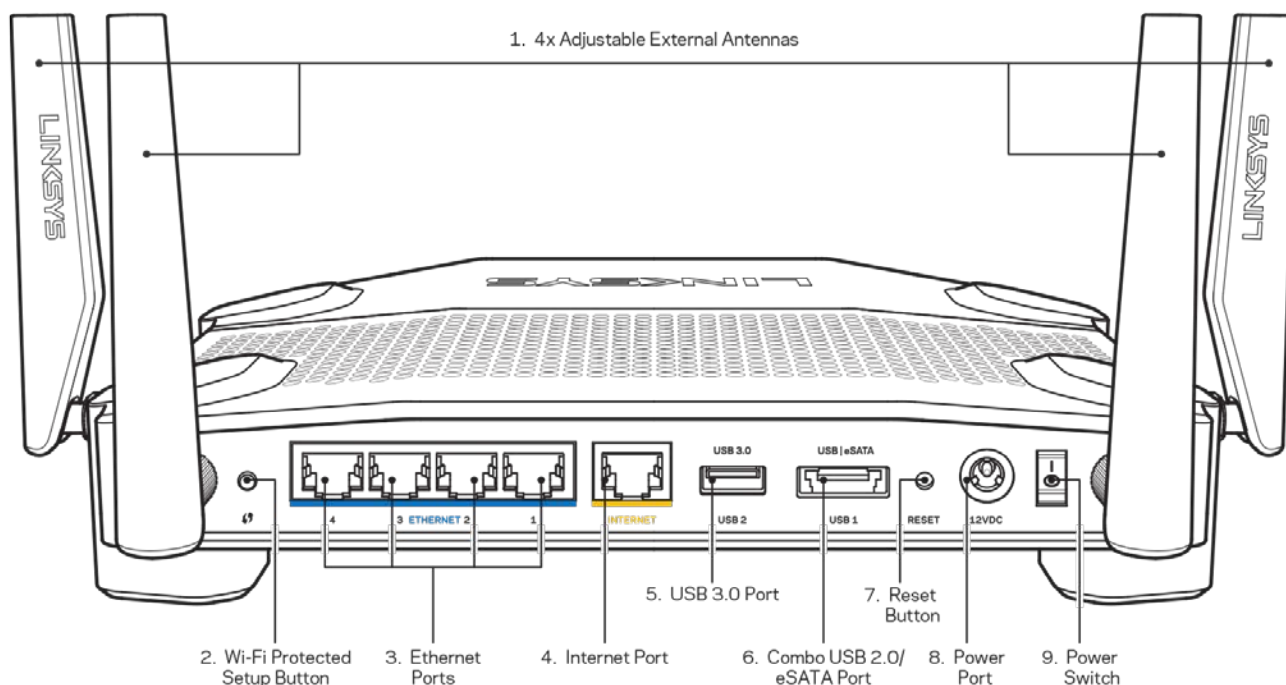 1. 4x Adjustable External Antennas
LINKSYS
LINKSYS
LINKSYS
USB 3.0
USB|eSATA
4
3
ETHERNET
2
1
INTERNET
USB 2
USB 1
RESET
12VDC
5. USB 3.0 Port
7. Reset
Button
2. Wi-Fi Protected
Setup Button
3. Ethernet
Ports
4. Internet Port
6. Combo USB 2.0/
eSATA Port
8. Power
Port
9. Power
Switch